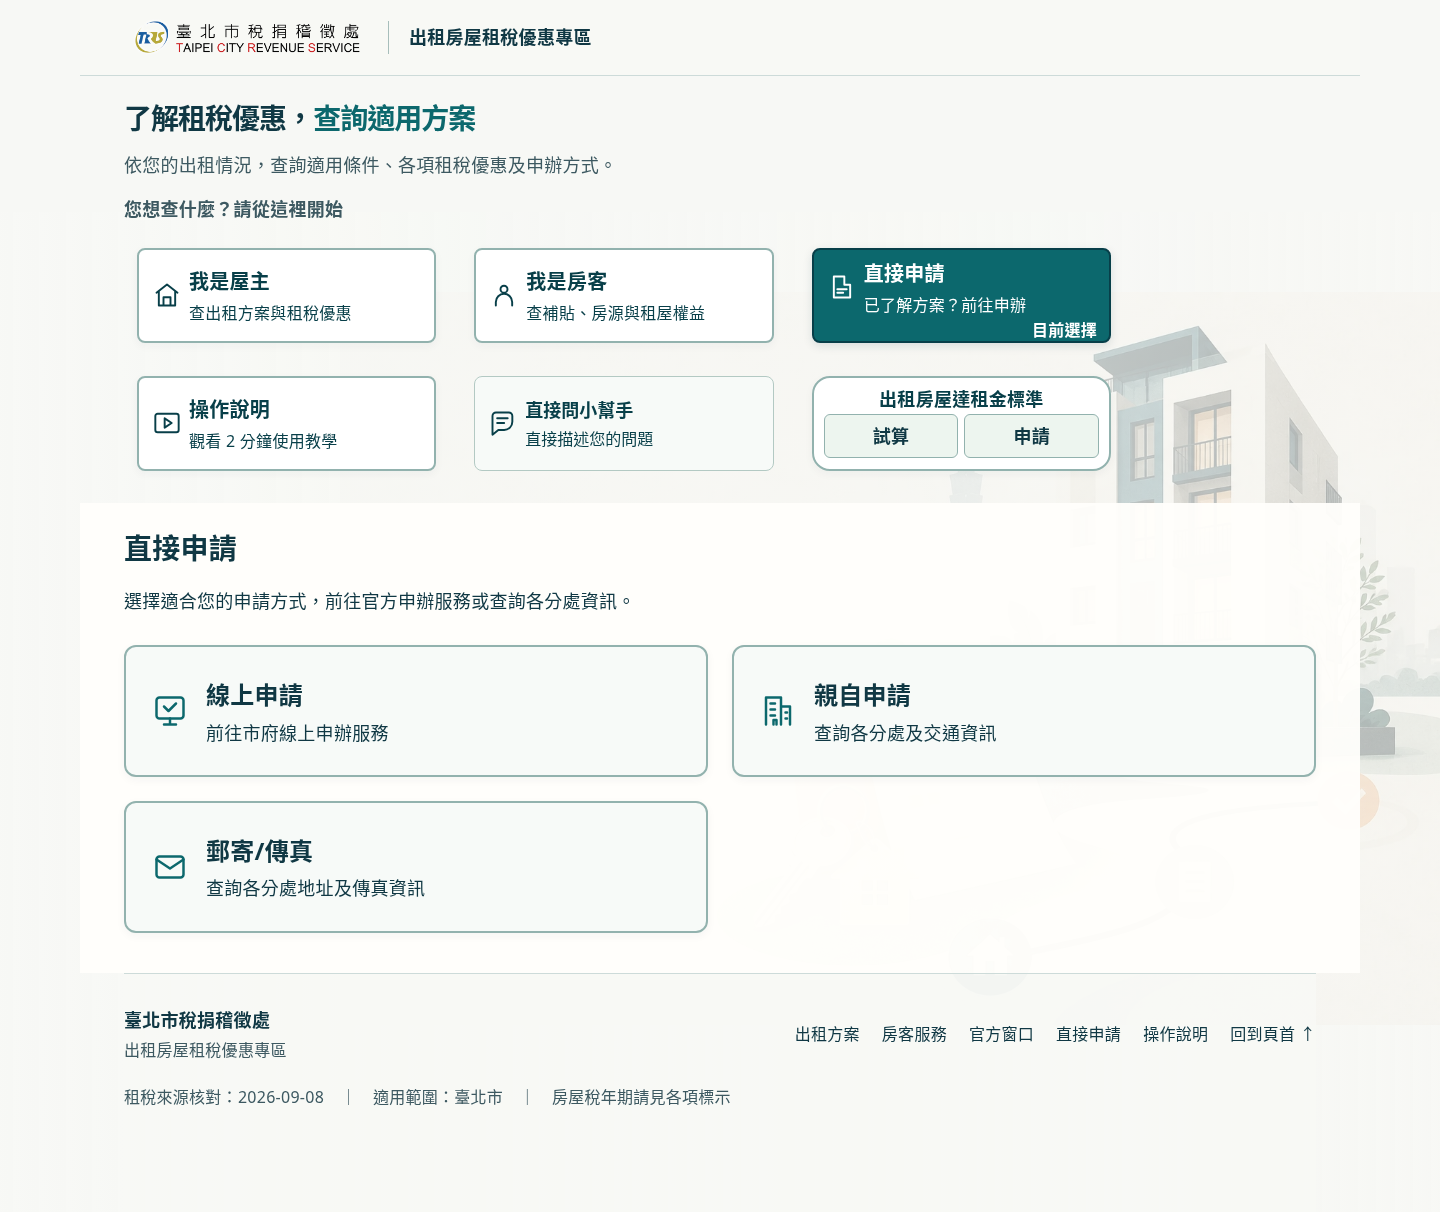 臺北市稅捐稽徵處
TAIPEI CITY REVENUE SERVICE
出租房屋租稅優惠專區
了解租稅優惠，查詢適用方案
依您的出租情況，查詢適用條件、各項租稅優惠及申辦方式。
您想查什麼？請從這裡開始
我是屋主
查出租方案與租稅優惠
我是房客
查補貼、房源與租屋權益
直接申請
已了解方案？前往申辦
目前選擇
操作說明
觀看 2 分鐘使用教學
直接問小幫手
直接描述您的問題
出租房屋達租金標準
試算
申請
直接申請
選擇適合您的申請方式，前往官方申辦服務或查詢各分處資訊。
線上申請
前往市府線上申辦服務
親自申請
查詢各分處及交通資訊
郵寄/傳真
查詢各分處地址及傳真資訊
臺北市稅捐稽徵處
出租房屋租稅優惠專區
出租方案 房客服務 官方窗口 直接申請 操作說明 回到頁首 ↑
租稅來源核對：2026-09-08 ｜ 適用範圍：臺北市 ｜ 房屋稅年期請見各項標示